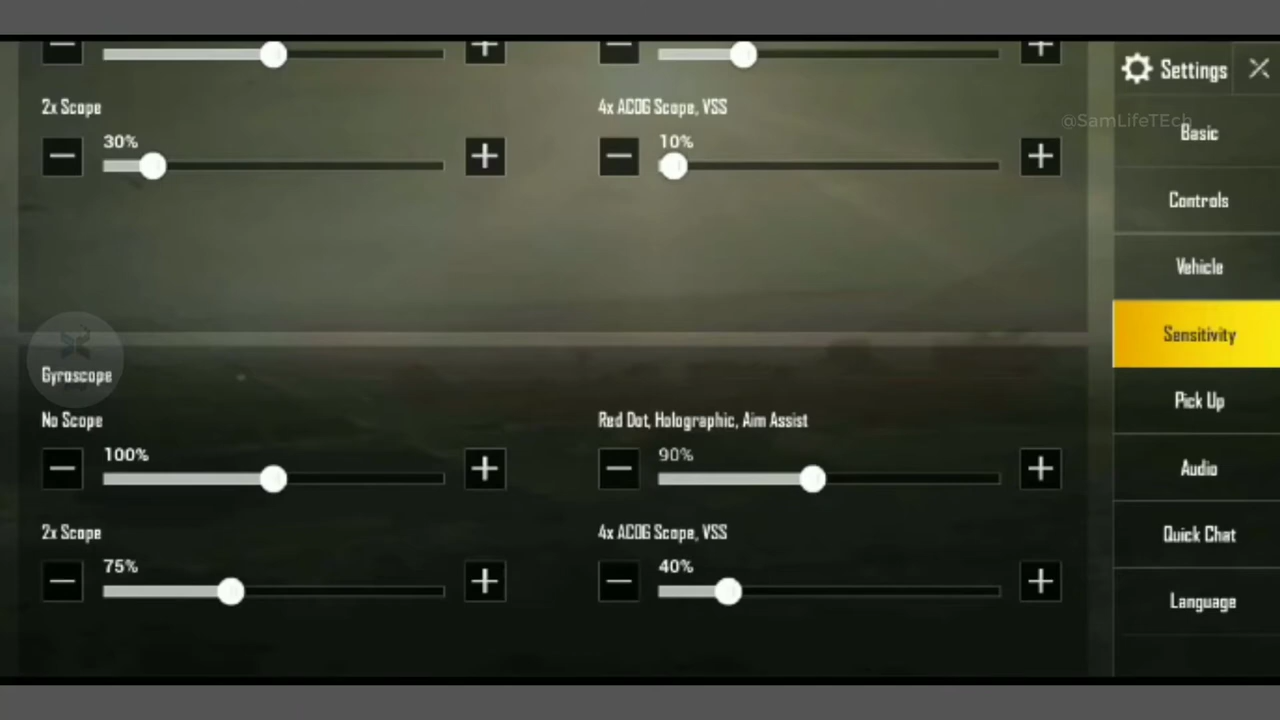 Settings
@SamLifeTEch
Basic
Controls
Vehicle
Sensitivity
Pick Up
Audio
Quick Chat
Language
2x Scope
30%
4x ACOG Scope, VSS
10%
Gyroscope
No Scope
100%
Red Dot, Holographic, Aim Assist
90%
2x Scope
75%
4x ACOG Scope, VSS
40%